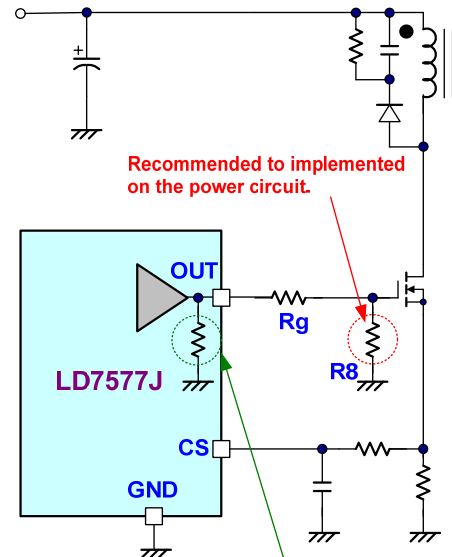 +
Recommended to implemented
on the power circuit.
OUT
Rg
R8
LD7577J
CS
GND